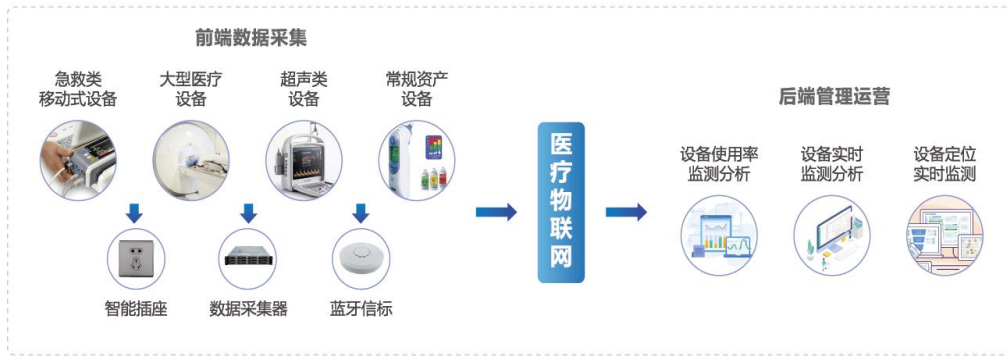 前端数据采集
急救类
移动式设备
大型医疗
设备
超声类
设备
常规资产
设备
智能插座
数据采集器
蓝牙信标
医疗物联网
后端管理运营
设备使用率
监测分析
设备实时
监测分析
设备定位
实时监测